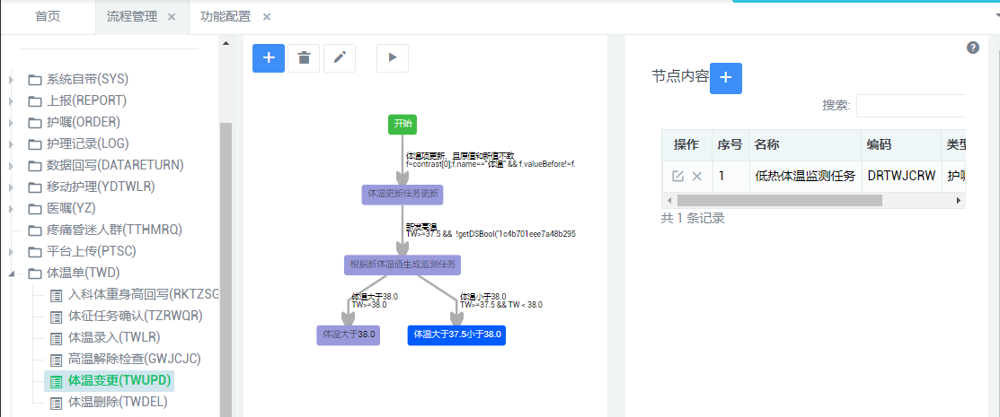 首页
流程管理 ×
功能配置 ×
系统自带(SYS)
上报(REPORT)
护嘱(ORDER)
护理记录(LOG)
数据回写(DATARETURN)
移动护理(YDTWLR)
医嘱(YZ)
疼痛昏迷人群(TTHMRQ)
平台上传(PTSC)
体温单(TWD)
入科体重身高回写(RKTZSG
体征任务确认(TZRWQR)
体温录入(TWLR)
高温解除检查(GWJCJC)
体温变更(TWUPD)
体温删除(TWDEL)
开始
体温项更新，且原值和新值不致
f=contrast[0];f.name=="体温" && f.valueBefore!=f.
体温更新任务更新
新发高温
TW>=37.5 && !getDSBool("1c4b701eee7a48b295
根据新体温值生成监测任务
体温大于38.0
TW>=38.0
体温小于38.0
TW>=37.5 && TW < 38.0
体温大于38.0
体温大于37.5小于38.0
节点内容
搜索:
操作 序号 名称 编码 类型
1 低热体温监测任务 DRTWJCRW 护嘱
共 1 条记录